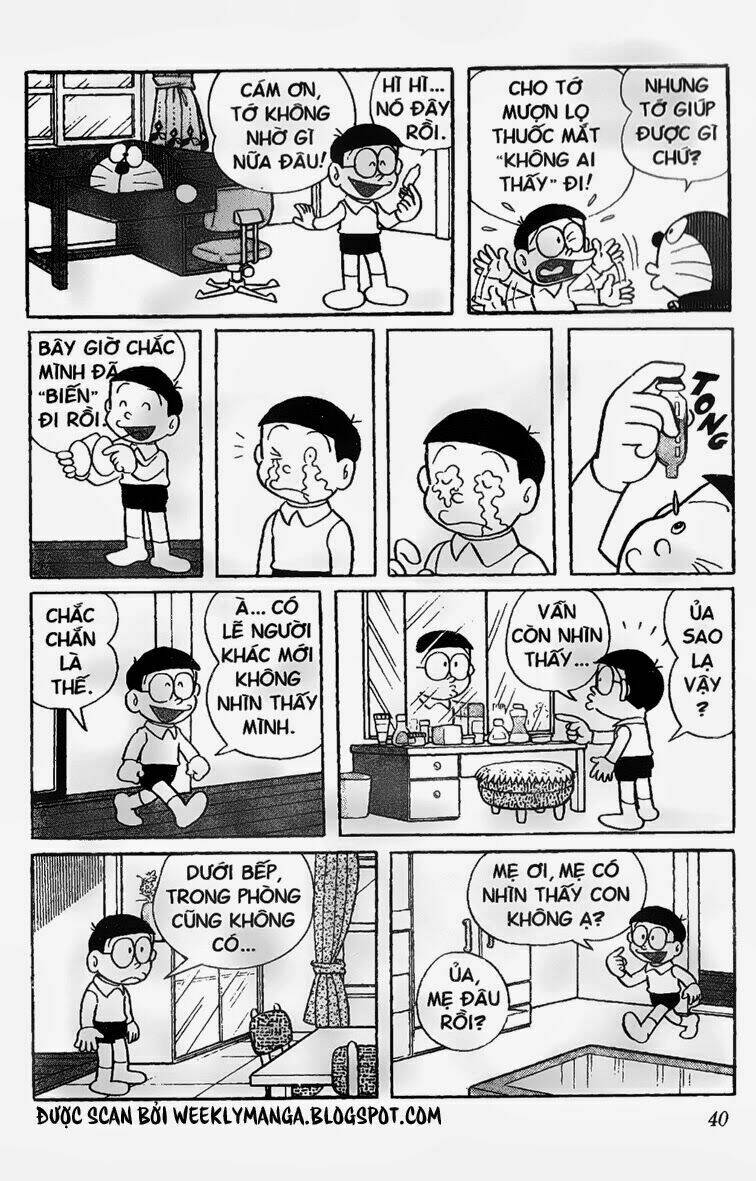 NHƯNG
TỚ GIÚP
ĐƯỢC GÌ
CHỨ?
CHO TỚ
MƯỢN LỌ
THUỐC MẮT
"KHÔNG AI
THẤY" ĐI!
HÌ HÌ...
NÓ ĐÂY
RỒI.
CÁM ƠN,
TỚ KHÔNG
NHỜ GÌ
NỮA ĐÂU!
TONG
BÂY GIỜ CHẮC
MÌNH ĐÃ
"BIẾN"
ĐI RỒI.
ỦA
SAO
LẠ
VẬY
?
VẪN
CÒN NHÌN
THẤY...
À... CÓ
LẼ NGƯỜI
KHÁC MỚI
KHÔNG
NHÌN THẤY
MÌNH.
CHẮC
CHẮN
LÀ
THẾ.
MẸ ƠI, MẸ CÓ
NHÌN THẤY CON
KHÔNG Ạ?
ỦA,
MẸ ĐÂU
RỒI?
DƯỚI BẾP,
TRONG PHÒNG
CŨNG KHÔNG
CÓ...
ĐƯỢC SCAN BỞI WEEKLYMANGA.BLOGSPOT.COM
40